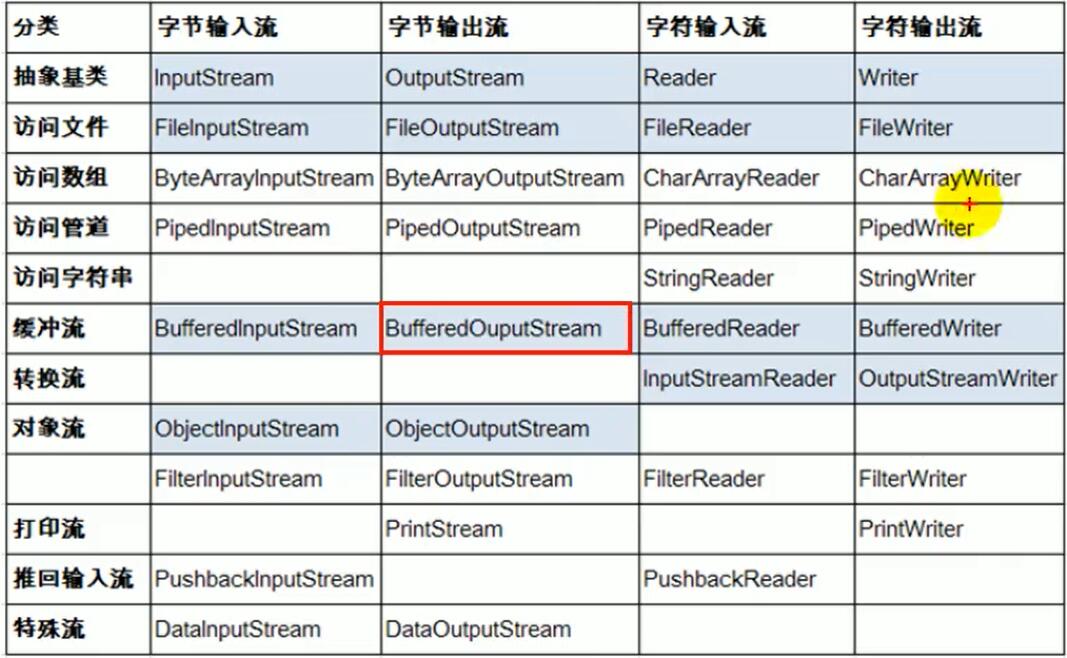 分类 字节输入流 字节输出流 字符输入流 字符输出流
抽象基类 InputStream OutputStream Reader Writer
访问文件 FileInputStream FileOutputStream FileReader FileWriter
访问数组 ByteArrayInputStream ByteArrayOutputStream CharArrayReader CharArrayWriter
访问管道 PipedInputStream PipedOutputStream PipedReader PipedWriter
访问字符串 StringReader StringWriter
缓冲流 BufferedInputStream BufferedOuputStream BufferedReader BufferedWriter
转换流 InputStreamReader OutputStreamWriter
对象流 ObjectInputStream ObjectOutputStream
FilterInputStream FilterOutputStream FilterReader FilterWriter
打印流 PrintStream PrintWriter
推回输入流 PushbackInputStream PushbackReader
特殊流 DataInputStream DataOutputStream